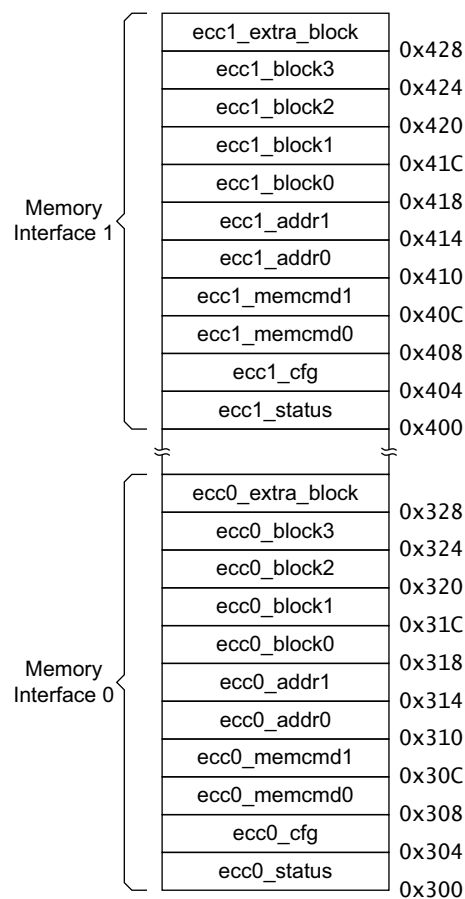 ecc1_extra_block
0x428
ecc1_block3
0x424
ecc1_block2
0x420
ecc1_block1
0x41C
ecc1_block0
0x418
Memory
Interface 1
ecc1_addr1
0x414
ecc1_addr0
0x410
ecc1_memcmd1
0x40C
ecc1_memcmd0
0x408
ecc1_cfg
0x404
ecc1_status
0x400
ecc0_extra_block
0x328
ecc0_block3
0x324
ecc0_block2
0x320
ecc0_block1
0x31C
ecc0_block0
0x318
Memory
Interface 0
ecc0_addr1
0x314
ecc0_addr0
0x310
ecc0_memcmd1
0x30C
ecc0_memcmd0
0x308
ecc0_cfg
0x304
ecc0_status
0x300